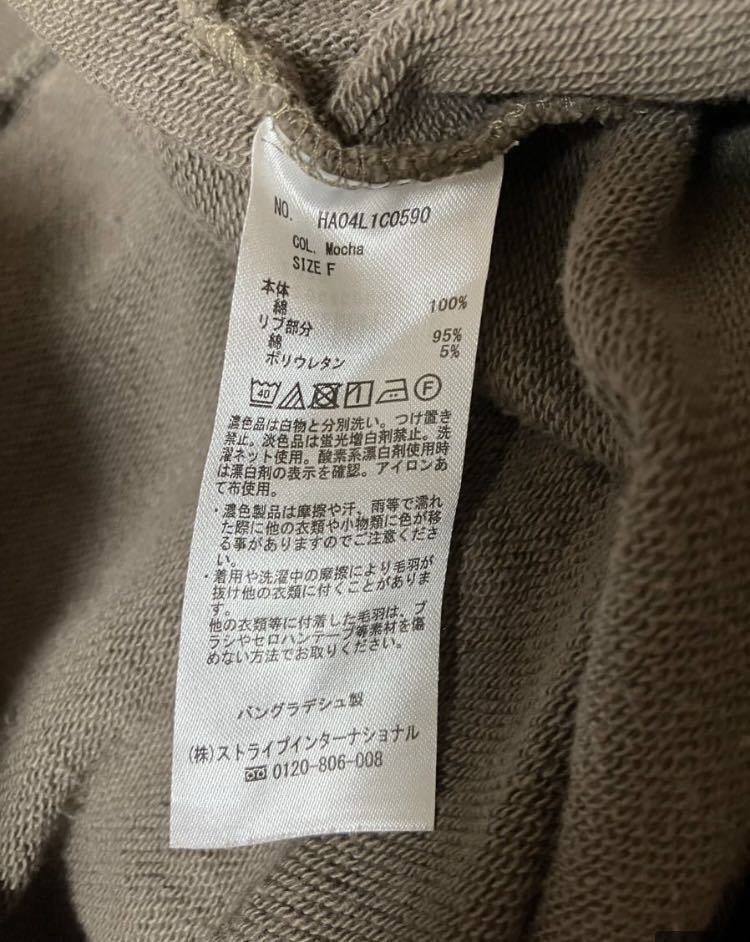 NO. HA04L1C0590
COL. Mocha
SIZE F
本体
綿 100%
リブ部分
綿 95%
ポリウレタン 5%
40 F
濃色品は白物と分別洗い。つけ置き
禁止。淡色品は蛍光増白剤禁止。洗
濯ネット使用。酸素系漂白剤使用時
は漂白剤の表示を確認。アイロンあ
て布使用。
・濃色製品は摩擦や汗、雨等で濡れ
た際に他の衣類や小物類に色が移
る事がありますのでご注意くださ
い。
・着用や洗濯中の摩擦により毛羽が
抜け他の衣類に付くことがありま
す。
他の衣類等に付着した毛羽は、ブ
ラシやセロハンテープ等素材を傷
めない方法でお取りください。
バングラデシュ製
(株)ストライプインターナショナル
0120-806-008